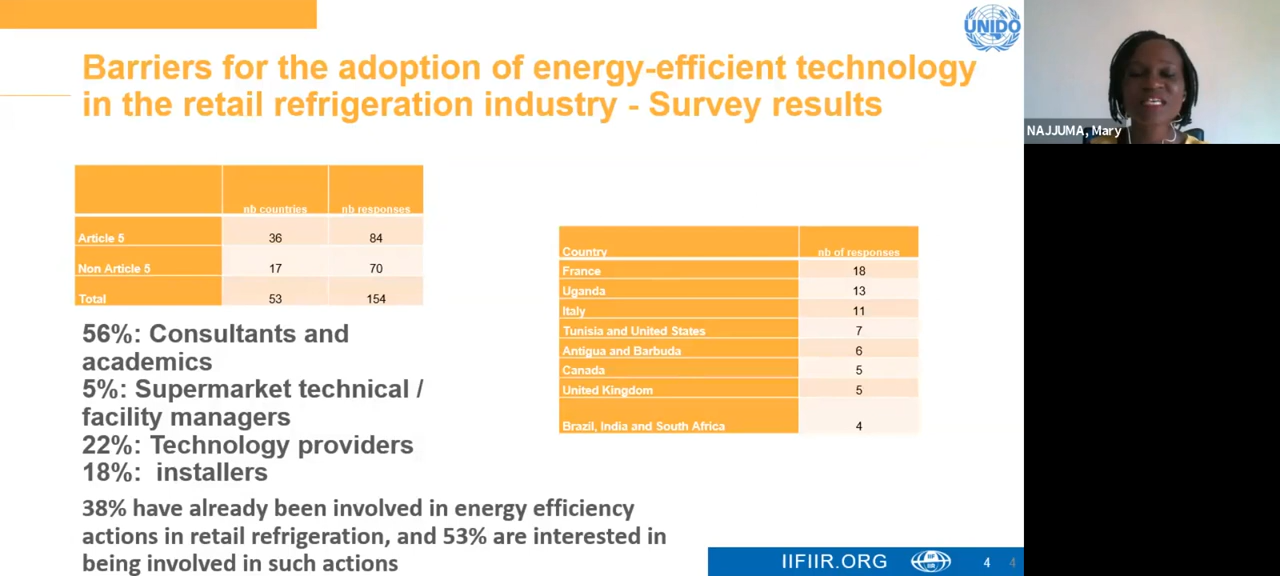 UNIDO
Barriers for the adoption of energy-efficient technology
in the retail refrigeration industry - Survey results
NAJJUMA, Mary
nb countries nb responses
Article 5 36 84
Non Article 5 17 70
Total 53 154
Country nb of responses
France 18
Uganda 13
Italy 11
Tunisia and United States 7
Antigua and Barbuda 6
Canada 5
United Kingdom 5
Brazil, India and South Africa 4
56%: Consultants and
academics
5%: Supermarket technical /
facility managers
22%: Technology providers
18%: installers
38% have already been involved in energy efficiency
actions in retail refrigeration, and 53% are interested in
being involved in such actions
IIFIIR.ORG IIF IIR 4 4